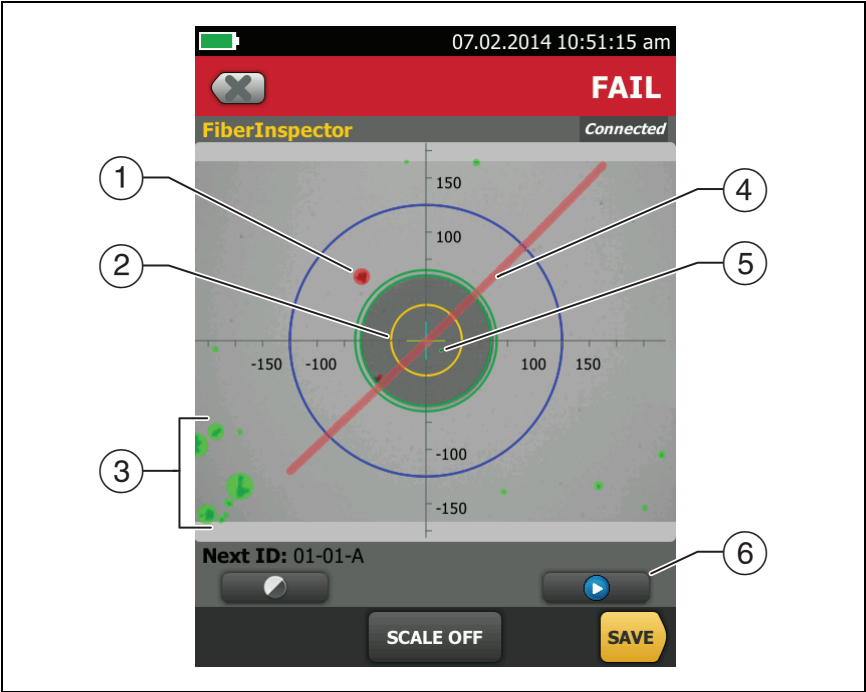 07.02.2014 10:51:15 am
FAIL
FiberInspector
Connected
1
150
4
100
2
5
-150 -100 100 150
-100
3
-150
Next ID: 01-01-A
6
SCALE OFF
SAVE